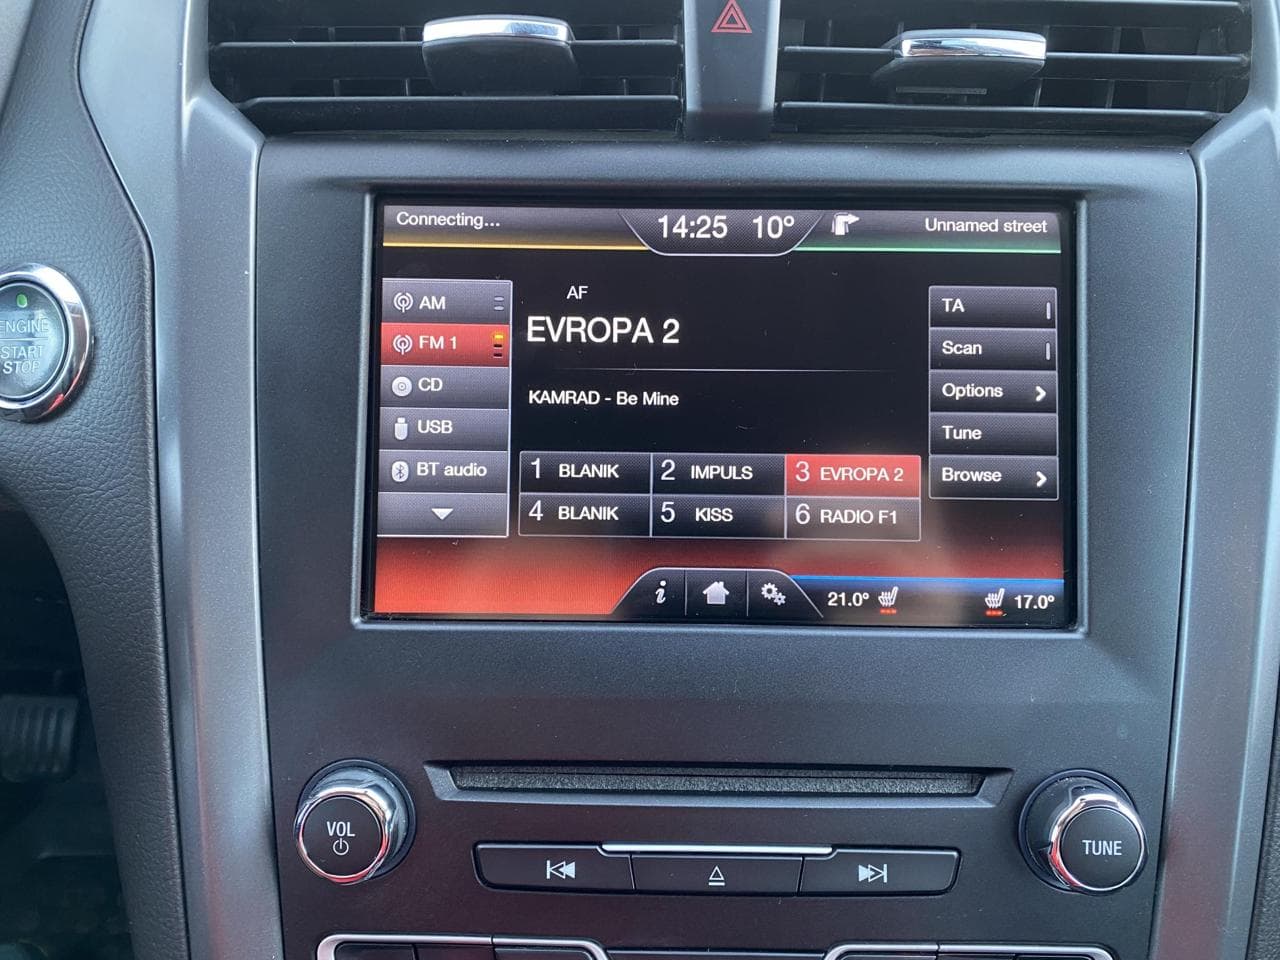 Connecting...
14:25 10°
Unnamed street
ENGINE
START
STOP
AM
FM 1
CD
USB
BT audio
AF
EVROPA 2
KAMRAD - Be Mine
1 BLANIK
2 IMPULS
3 EVROPA 2
4 BLANIK
5 KISS
6 RADIO F1
TA
Scan
Options
Tune
Browse
i
21.0°
17.0°
VOL
TUNE